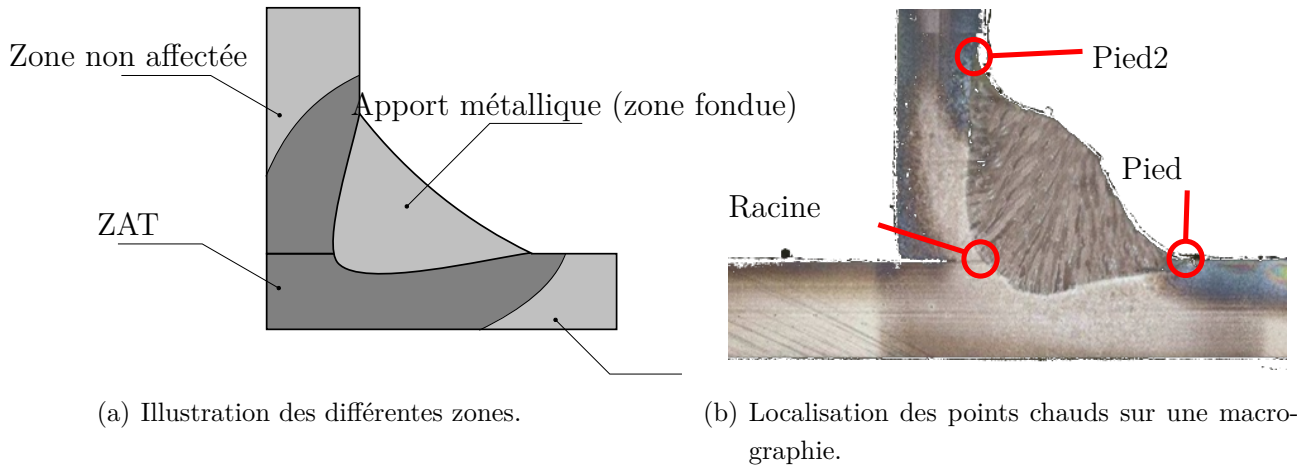 Zone non affectée
Apport métallique (zone fondue)
ZAT
Pied2
Pied
Racine
(a) Illustration des différentes zones.
(b) Localisation des points chauds sur une macro-
graphie.